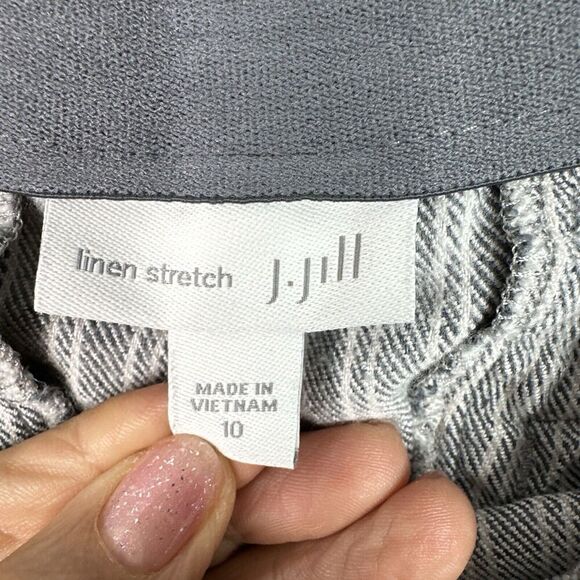 linen stretch J.Jill
MADE IN
VIETNAM
10